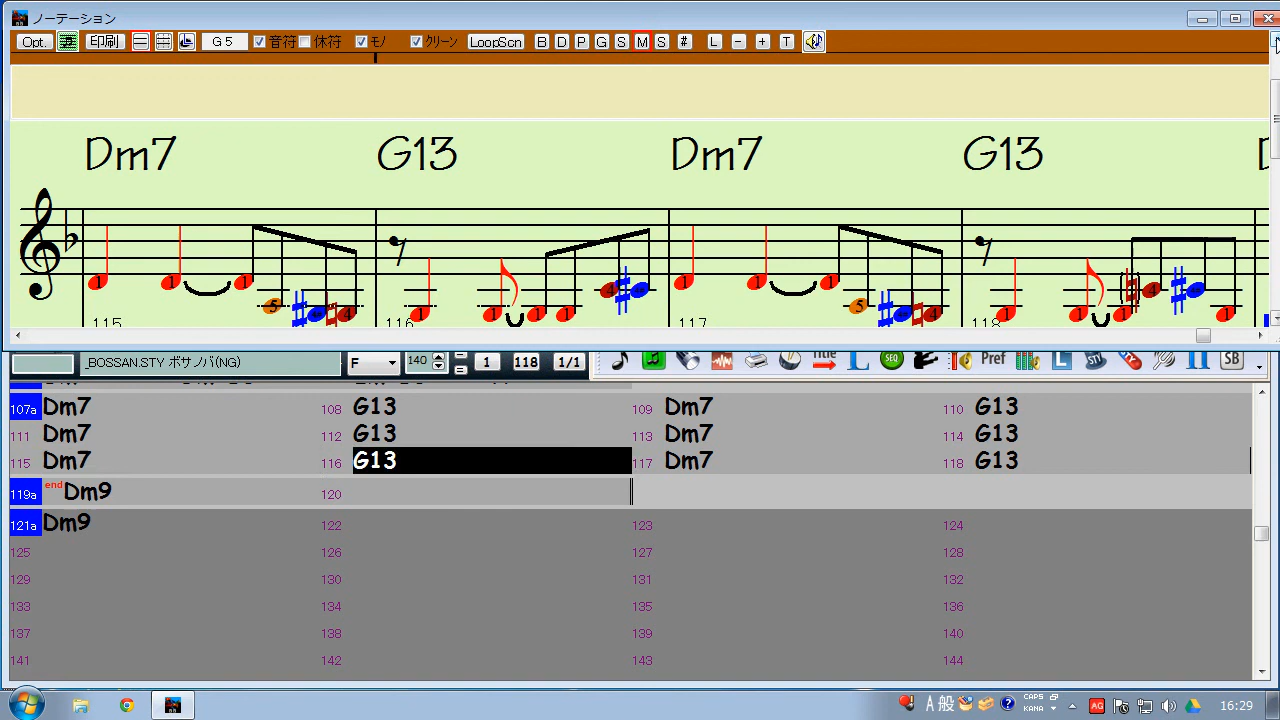 ノーテーション
Opt. 印刷 G 5 音符 休符 モノ クリーン LoopScn B D P G S M S # L - + T
Dm7 G13 Dm7 G13
115 116 117 118
_BOSSAN.STY ボサノバ(NG) F 140 1 118 1/1 Title L SEQ Pref L SB
107a Dm7 108 G13 109 Dm7 110 G13
111 Dm7 112 G13 113 Dm7 114 G13
115 Dm7 116 G13 117 Dm7 118 G13
119a end Dm9 120
121a Dm9 122 123 124
125 126 127 128
129 130 131 132
133 134 135 136
137 138 139 140
141 142 143 144
A 般 CAPS KANA 16:29